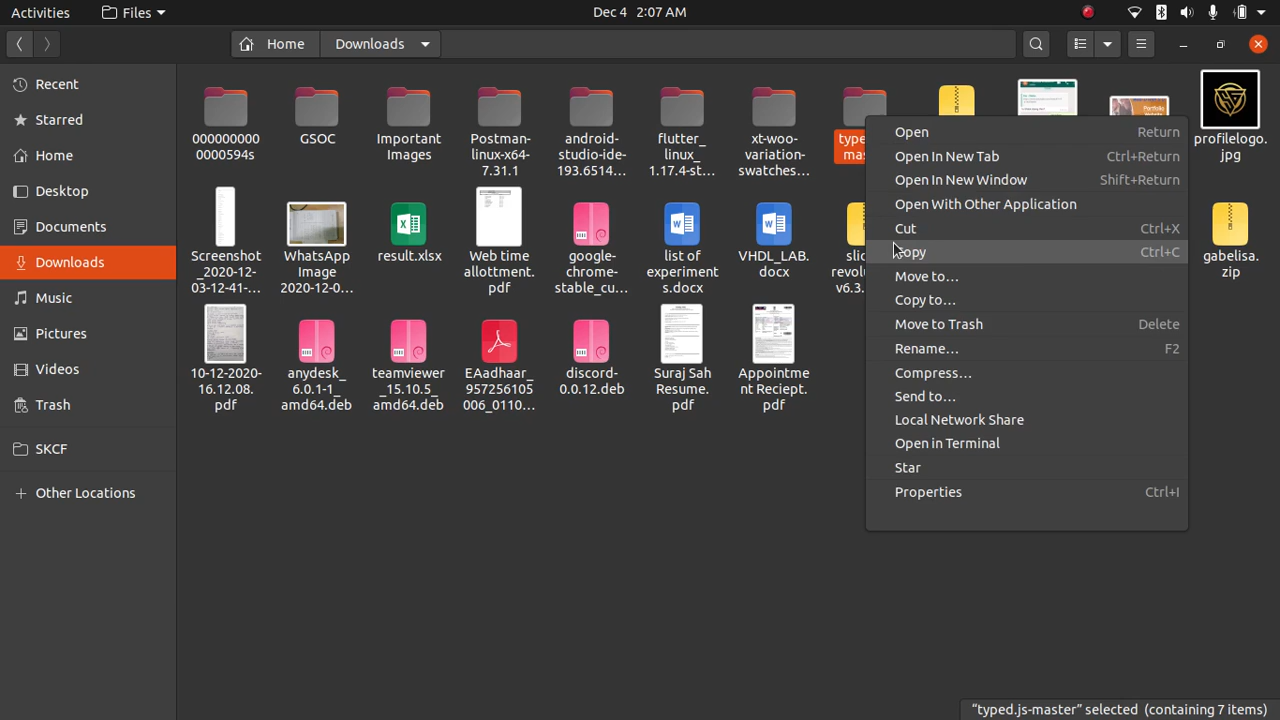 Activities Files Dec 4 2:07 AM
Home Downloads
Recent
Starred
Home
Desktop
Documents
Downloads
Music
Pictures
Videos
Trash
SKCF
Other Locations
000000000
0000594s
GSOC
Important
Images
Postman-
linux-x64-
7.31.1
android-
studio-ide-
193.6514...
flutter_
linux_
1.17.4-st...
xt-woo-
variation-
swatches...
profilelogo.
jpg
Screenshot
_2020-12-
03-12-41-...
WhatsApp
Image
2020-12-0...
result.xlsx
Web time
allotment.
pdf
google-
chrome-
stable_cu...
list of
experiment
s.docx
VHDL_LAB.
docx
gabelisa.
zip
10-12-2020-
16.12.08.
pdf
anydesk_
6.0.1-1_
amd64.deb
teamviewer
_15.10.5_
amd64.deb
EAadhaar_
957256105
006_0110...
discord-
0.0.12.deb
Suraj Sah
Resume.
pdf
Appointme
nt Reciept.
pdf
Open Return
Open In New Tab Ctrl+Return
Open In New Window Shift+Return
Open With Other Application
Cut Ctrl+X
Copy Ctrl+C
Move to...
Copy to...
Move to Trash Delete
Rename... F2
Compress...
Send to...
Local Network Share
Open in Terminal
Star
Properties Ctrl+I
"typed.js-master" selected (containing 7 items)